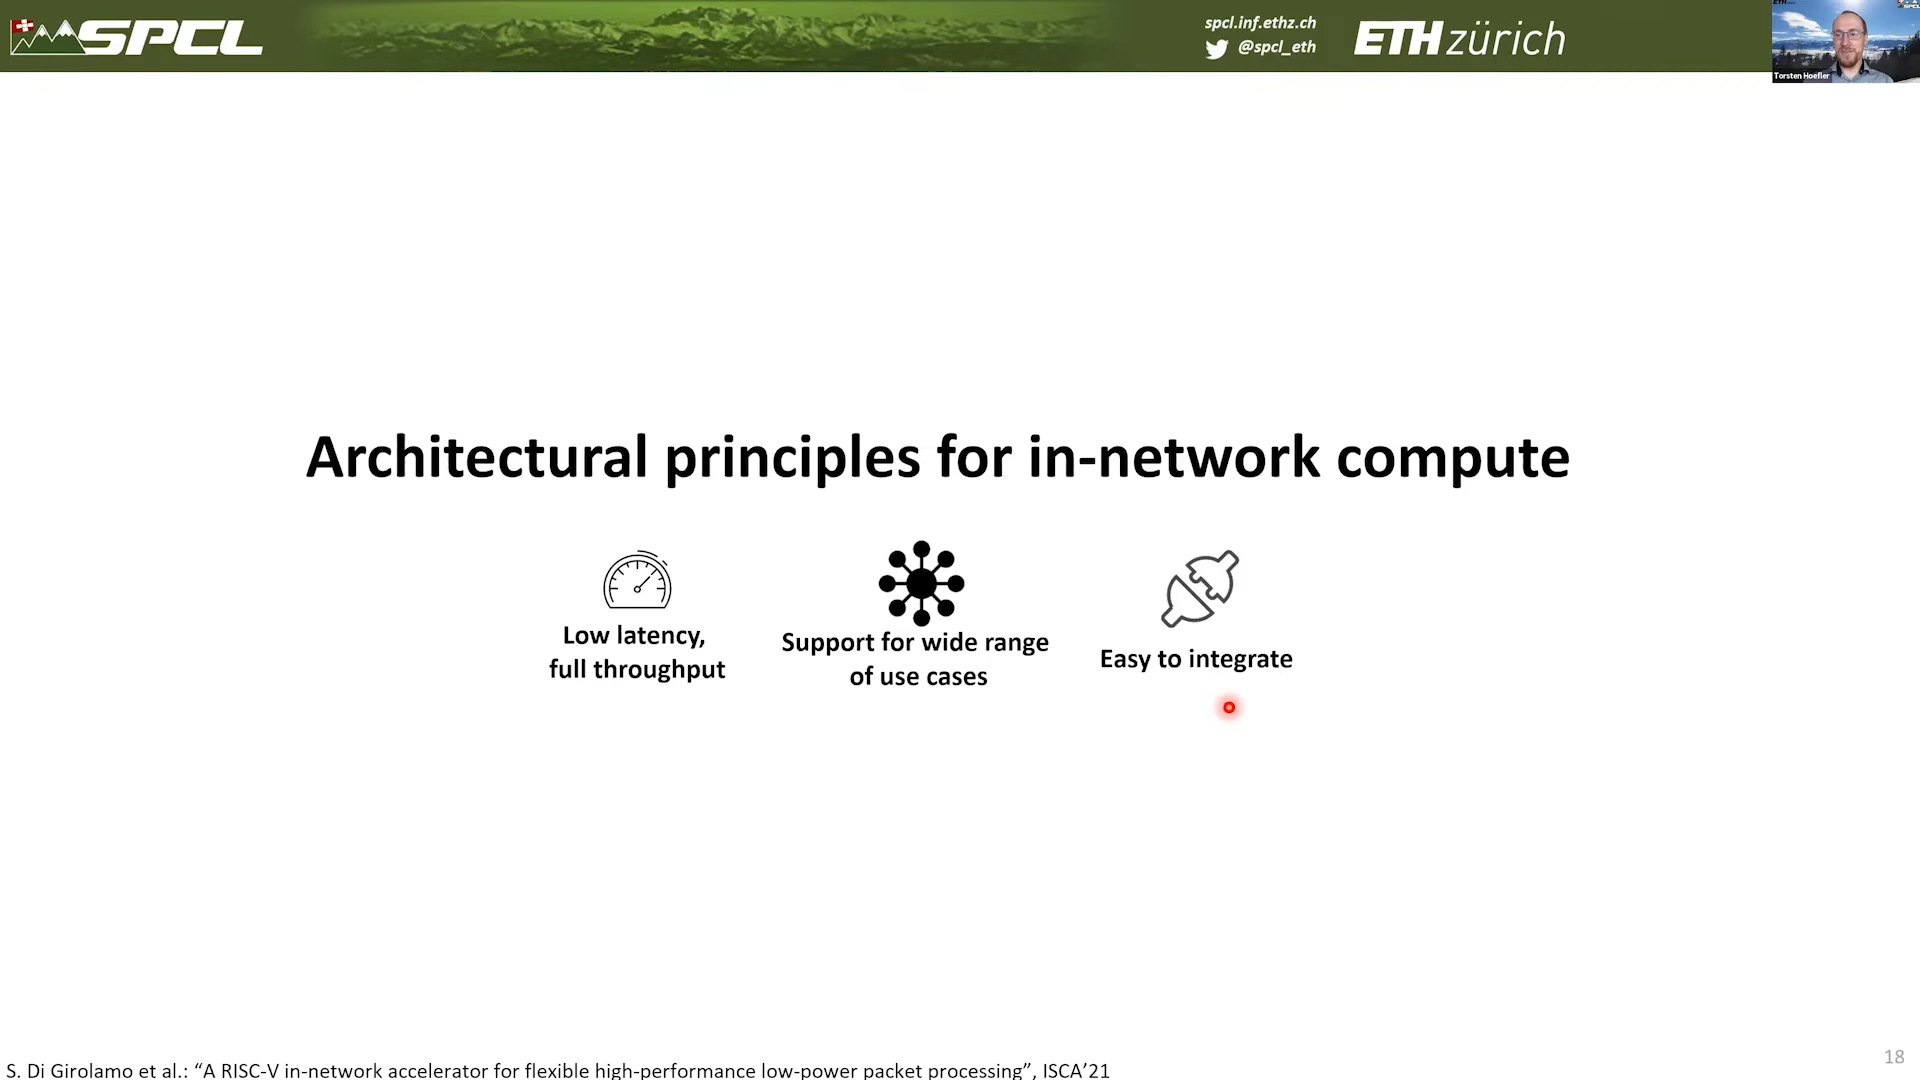 SPCL
spcl.inf.ethz.ch
@spcl_eth
ETH zürich
Torsten Hoefler
Architectural principles for in-network compute
Low latency,
full throughput
Support for wide range
of use cases
Easy to integrate
18
S. Di Girolamo et al.: “A RISC-V in-network accelerator for flexible high-performance low-power packet processing”, ISCA’21